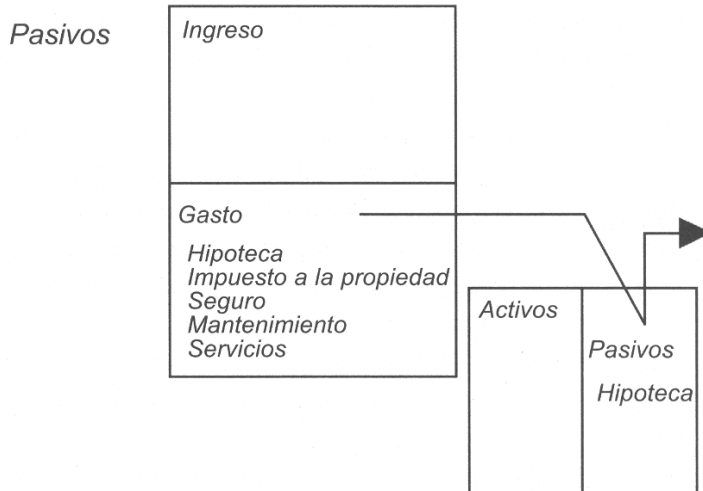 Pasivos
Ingreso
Gasto
Hipoteca
Impuesto a la propiedad
Seguro
Mantenimiento
Servicios
Activos
Pasivos
Hipoteca